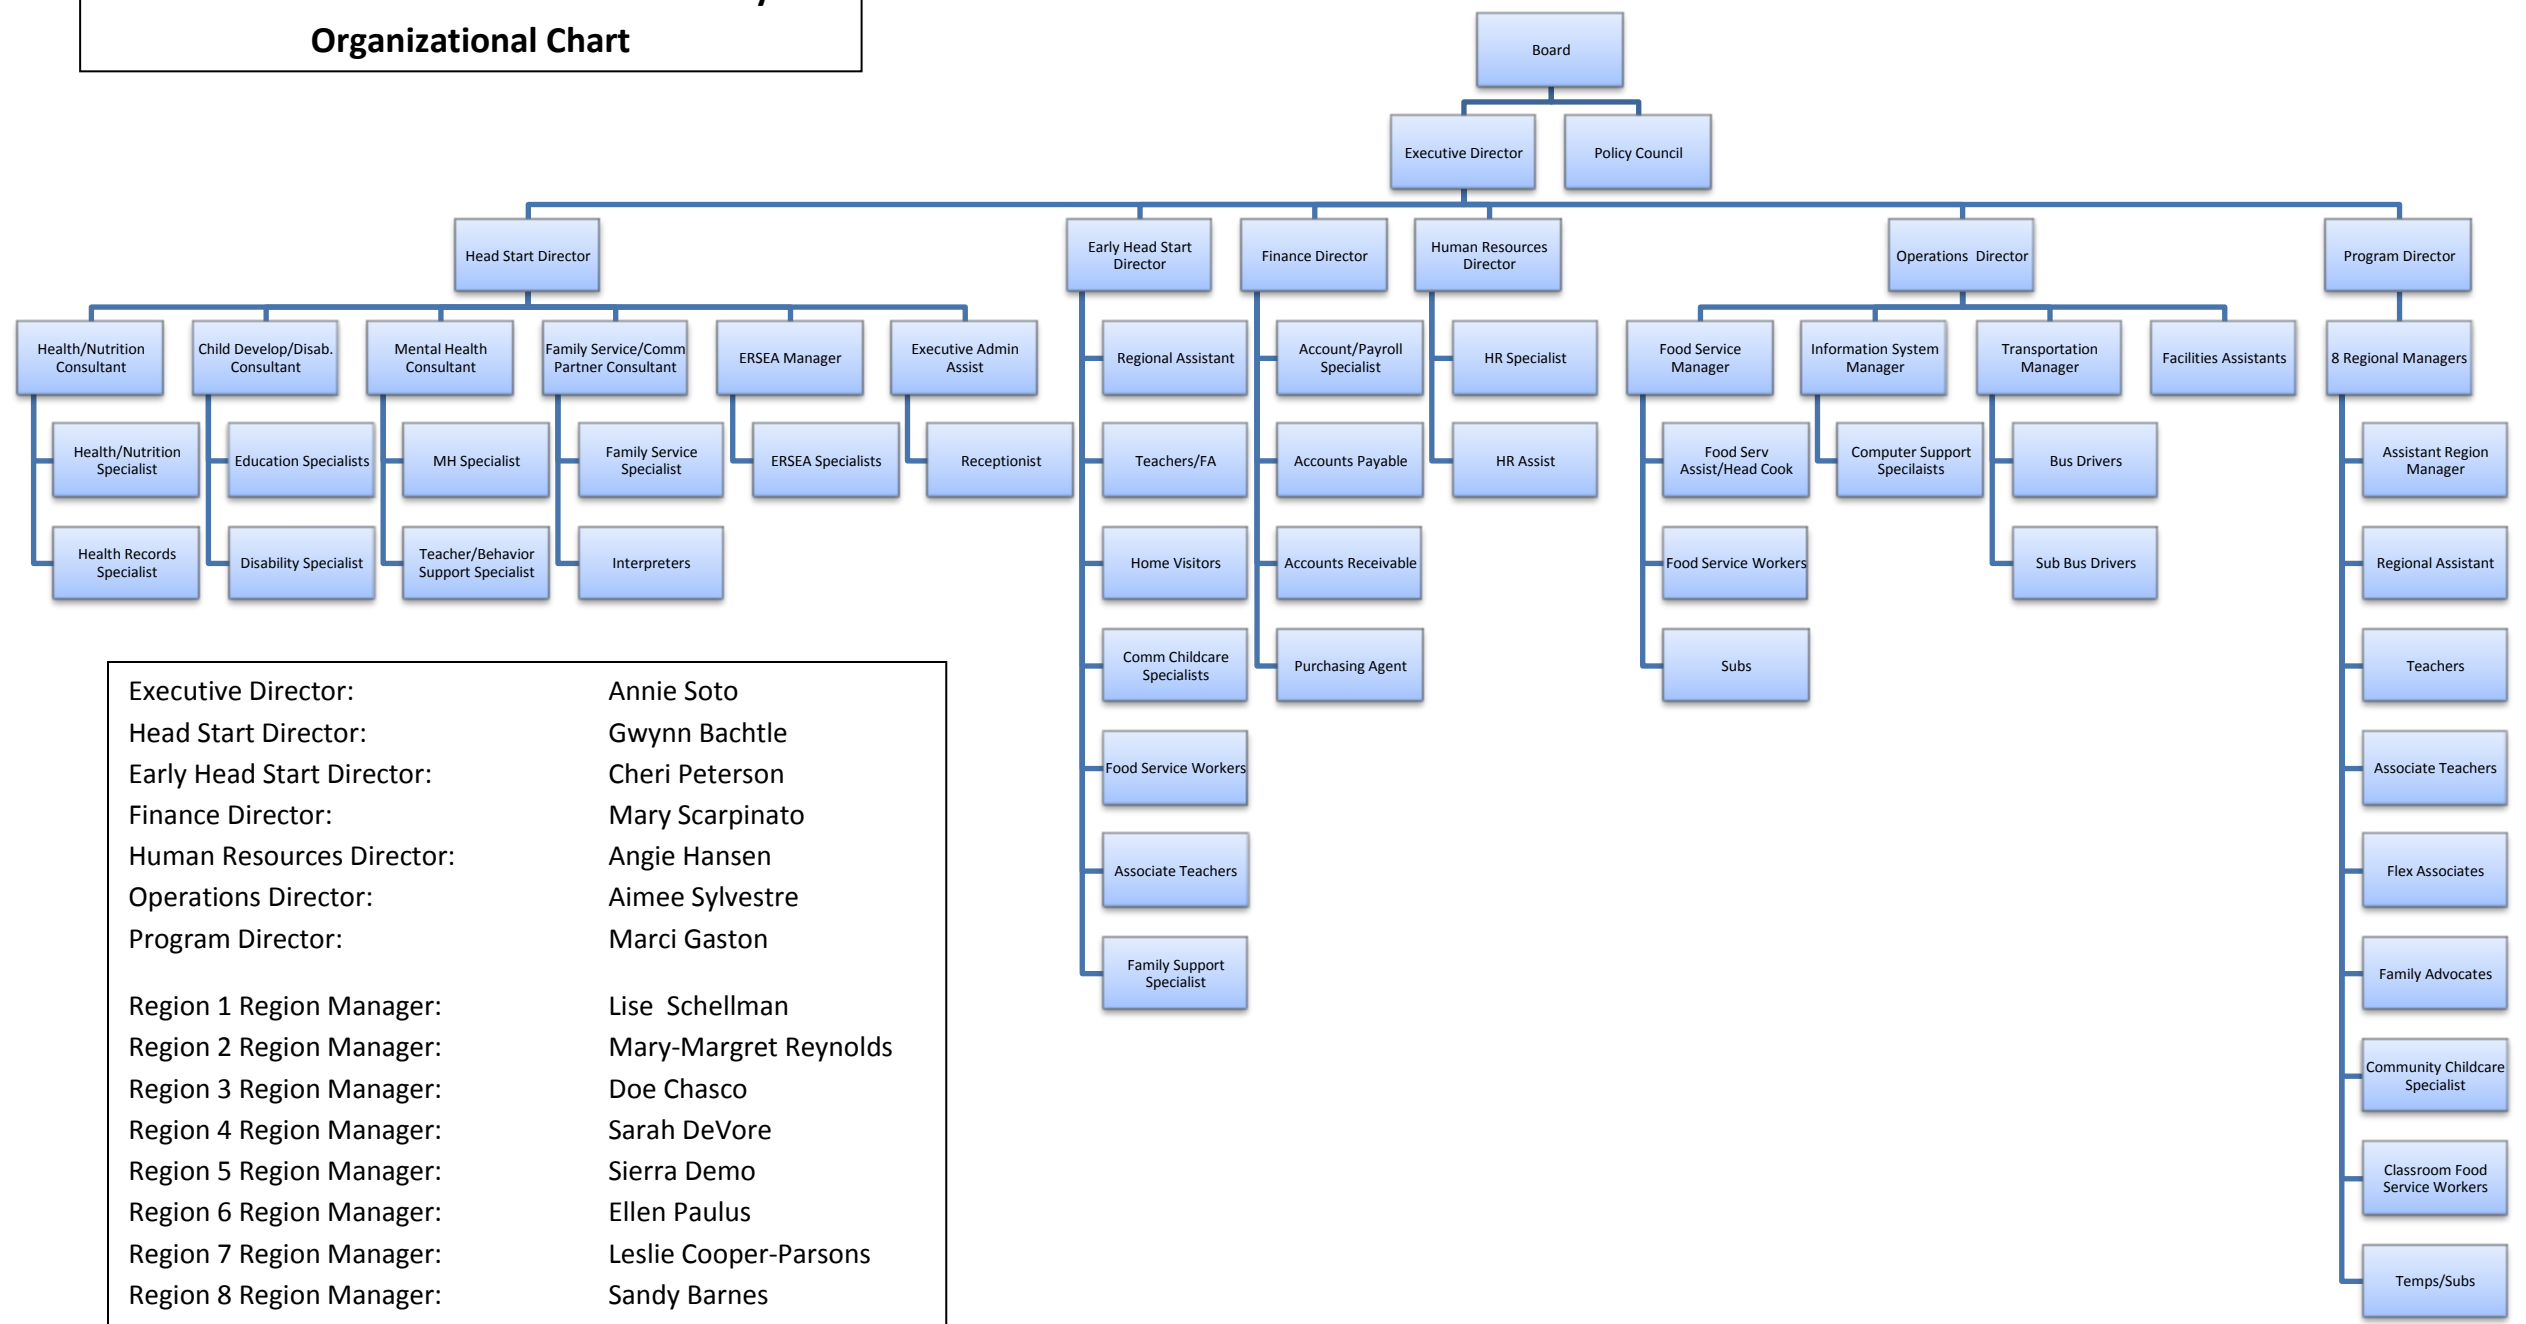 Organizational Chart
Board
Executive Director
Policy Council
Head Start Director
Early Head Start
Director
Finance Director
Human Resources
Director
Operations  Director
Program Director
Health/Nutrition
Consultant
Child Develop/Disab.
Consultant
Mental Health
Consultant
Family Service/Comm
Partner Consultant
ERSEA Manager
Executive Admin
Assist
Regional Assistant
Account/Payroll
Specialist
HR Specialist
Food Service
Manager
Information System
Manager
Transportation
Manager
Facilities Assistants
8 Regional Managers
Health/Nutrition
Specialist
Education Specialists
MH Specialist
Family Service
Specialist
ERSEA Specialists
Receptionist
Teachers/FA
Accounts Payable
HR Assist
Food Serv
Assist/Head Cook
Computer Support
Specilaists
Bus Drivers
Assistant Region
Manager
Health Records
Specialist
Disability Specialist
Teacher/Behavior
Support Specialist
Interpreters
Home Visitors
Accounts Receivable
Food Service Workers
Sub Bus Drivers
Regional Assistant
Comm Childcare
Specialists
Purchasing Agent
Subs
Teachers
Food Service Workers
Associate Teachers
Associate Teachers
Flex Associates
Family Support
Specialist
Family Advocates
Community Childcare
Specialist
Classroom Food
Service Workers
Temps/Subs
Executive Director: Annie Soto
Head Start Director: Gwynn Bachtle
Early Head Start Director: Cheri Peterson
Finance Director: Mary Scarpinato
Human Resources Director: Angie Hansen
Operations Director: Aimee Sylvestre
Program Director: Marci Gaston
Region 1 Region Manager: Lise  Schellman
Region 2 Region Manager: Mary-Margret Reynolds
Region 3 Region Manager: Doe Chasco
Region 4 Region Manager: Sarah DeVore
Region 5 Region Manager: Sierra Demo
Region 6 Region Manager: Ellen Paulus
Region 7 Region Manager: Leslie Cooper-Parsons
Region 8 Region Manager: Sandy Barnes